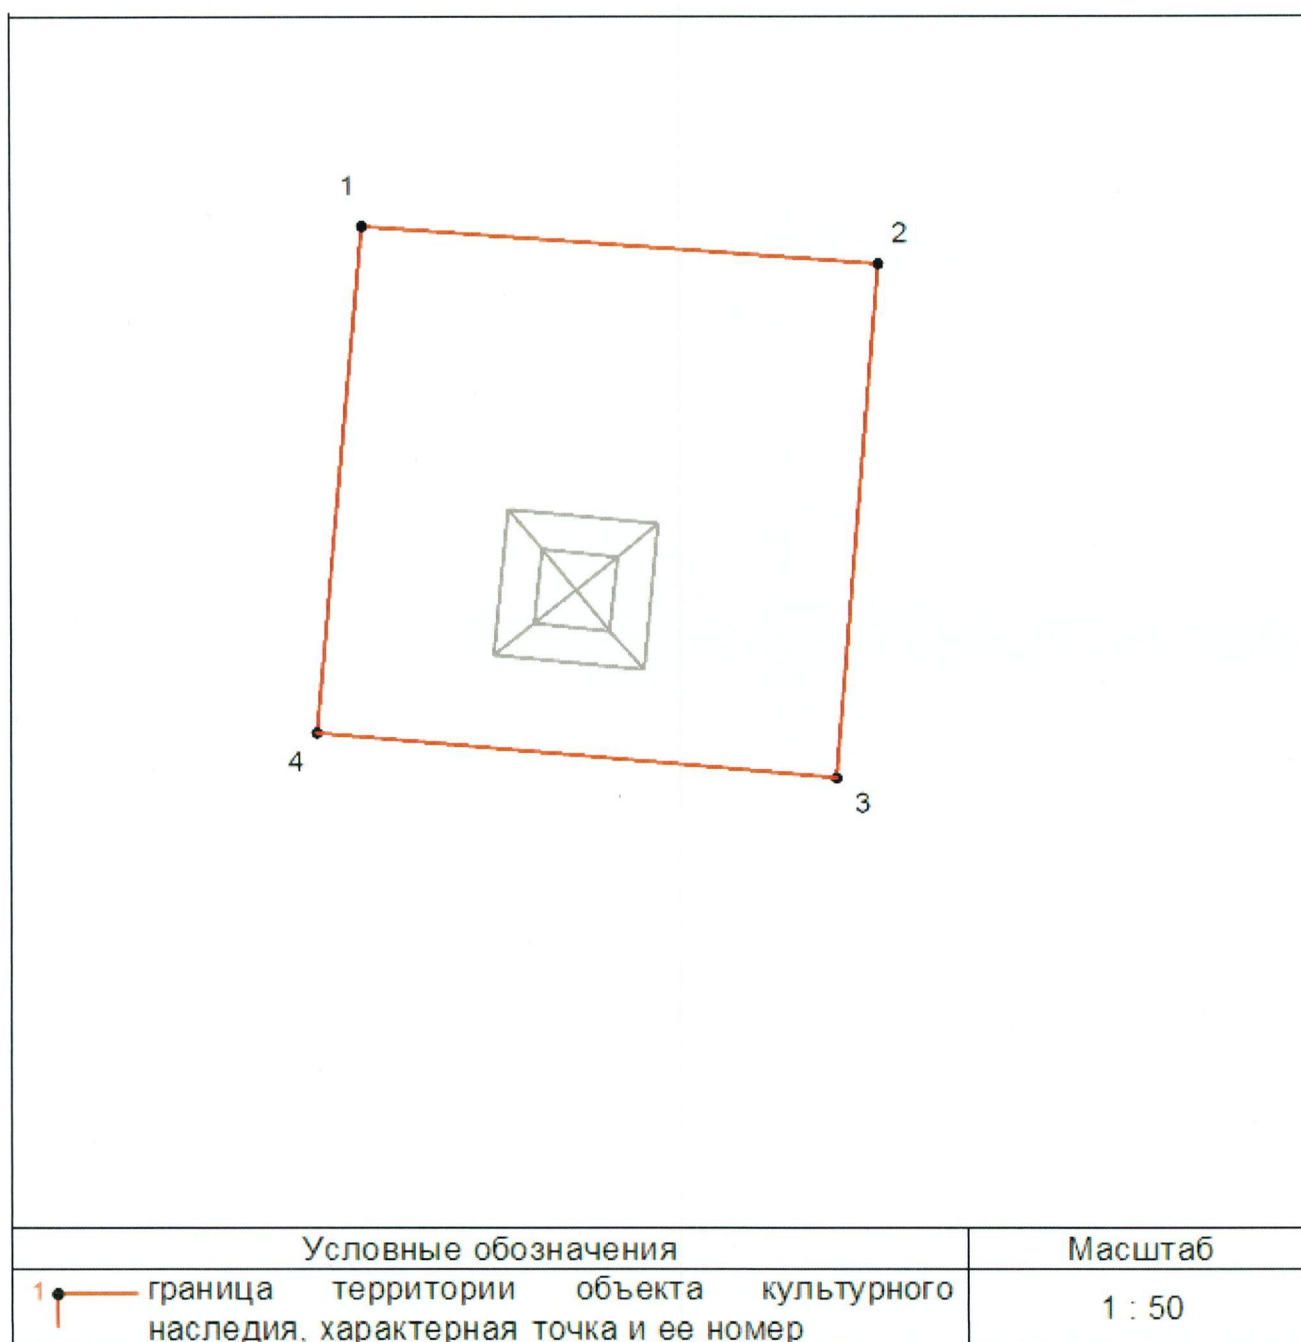 1
2
4
3
Условные обозначения
Масштаб
1 граница территории объекта культурного
наследия, характерная точка и ее номер
1 : 50